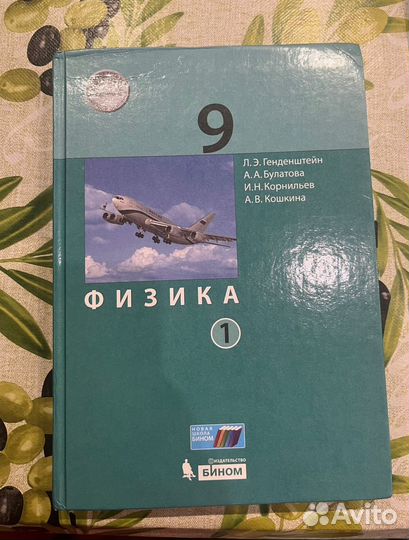 9
Л. Э. Генденштейн
А. А. Булатова
И. Н. Корнильев
А. В. Кошкина
ФИЗИКА
1
НОВАЯ
ШКОЛА
БИНОМ
ИЗДАТЕЛЬСТВО
БИНОМ
Avito